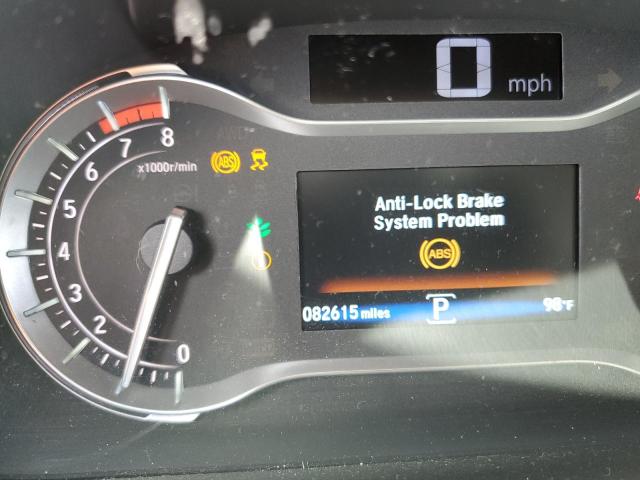 0 mph
8
7
6
5
4
3
2
0
x1000r/min
ABS
Anti-Lock Brake
System Problem
ABS
082615 miles
P
98°F